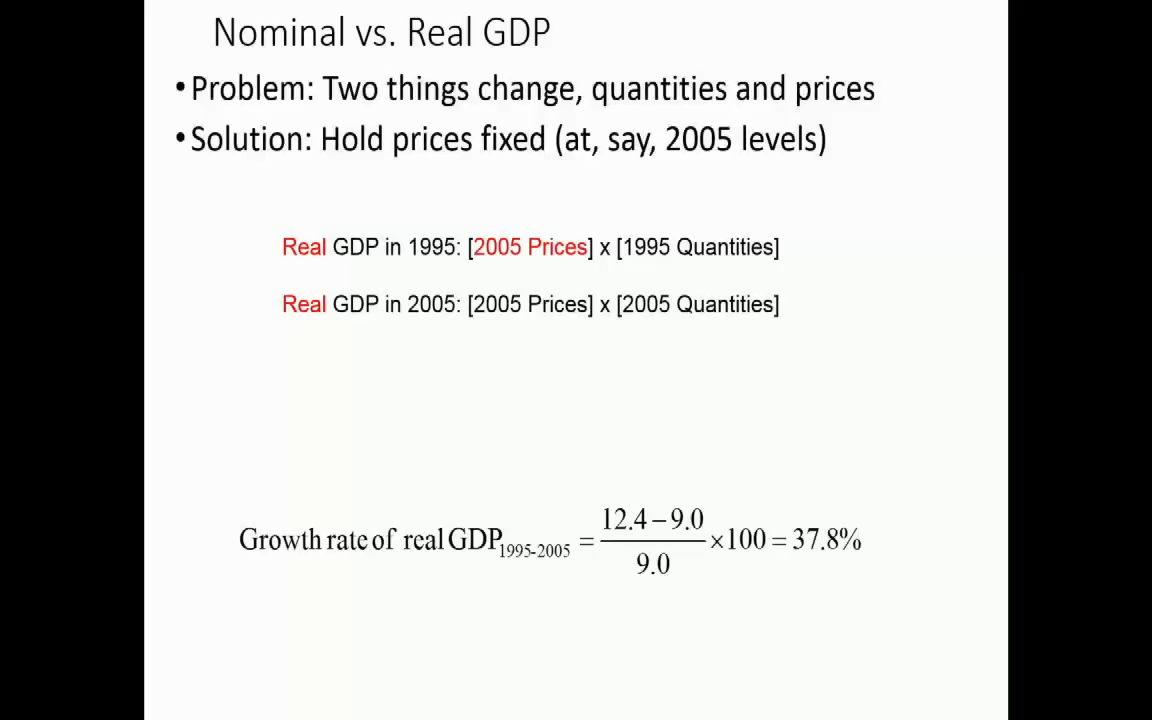 Nominal vs. Real GDP
•Problem: Two things change, quantities and prices
•Solution: Hold prices fixed (at, say, 2005 levels)
Real GDP in 1995: [2005 Prices] x [1995 Quantities]
Real GDP in 2005: [2005 Prices] x [2005 Quantities]
Growth rate of real GDP1995-2005 = 12.4 − 9.0 / 9.0 × 100 = 37.8%